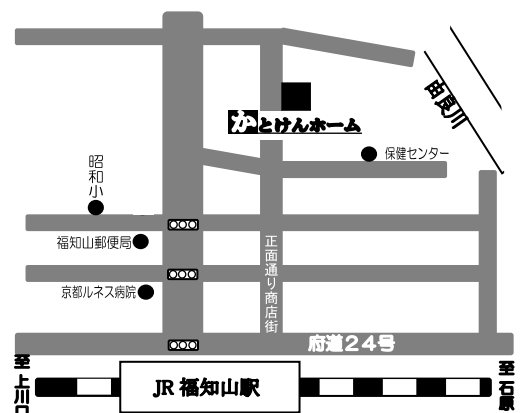 由良川
かとけんホーム
保健センター
昭和小
福知山郵便局
正面通り商店街
京都ルネス病院
府道24号
至上川口
JR 福知山駅
至石原